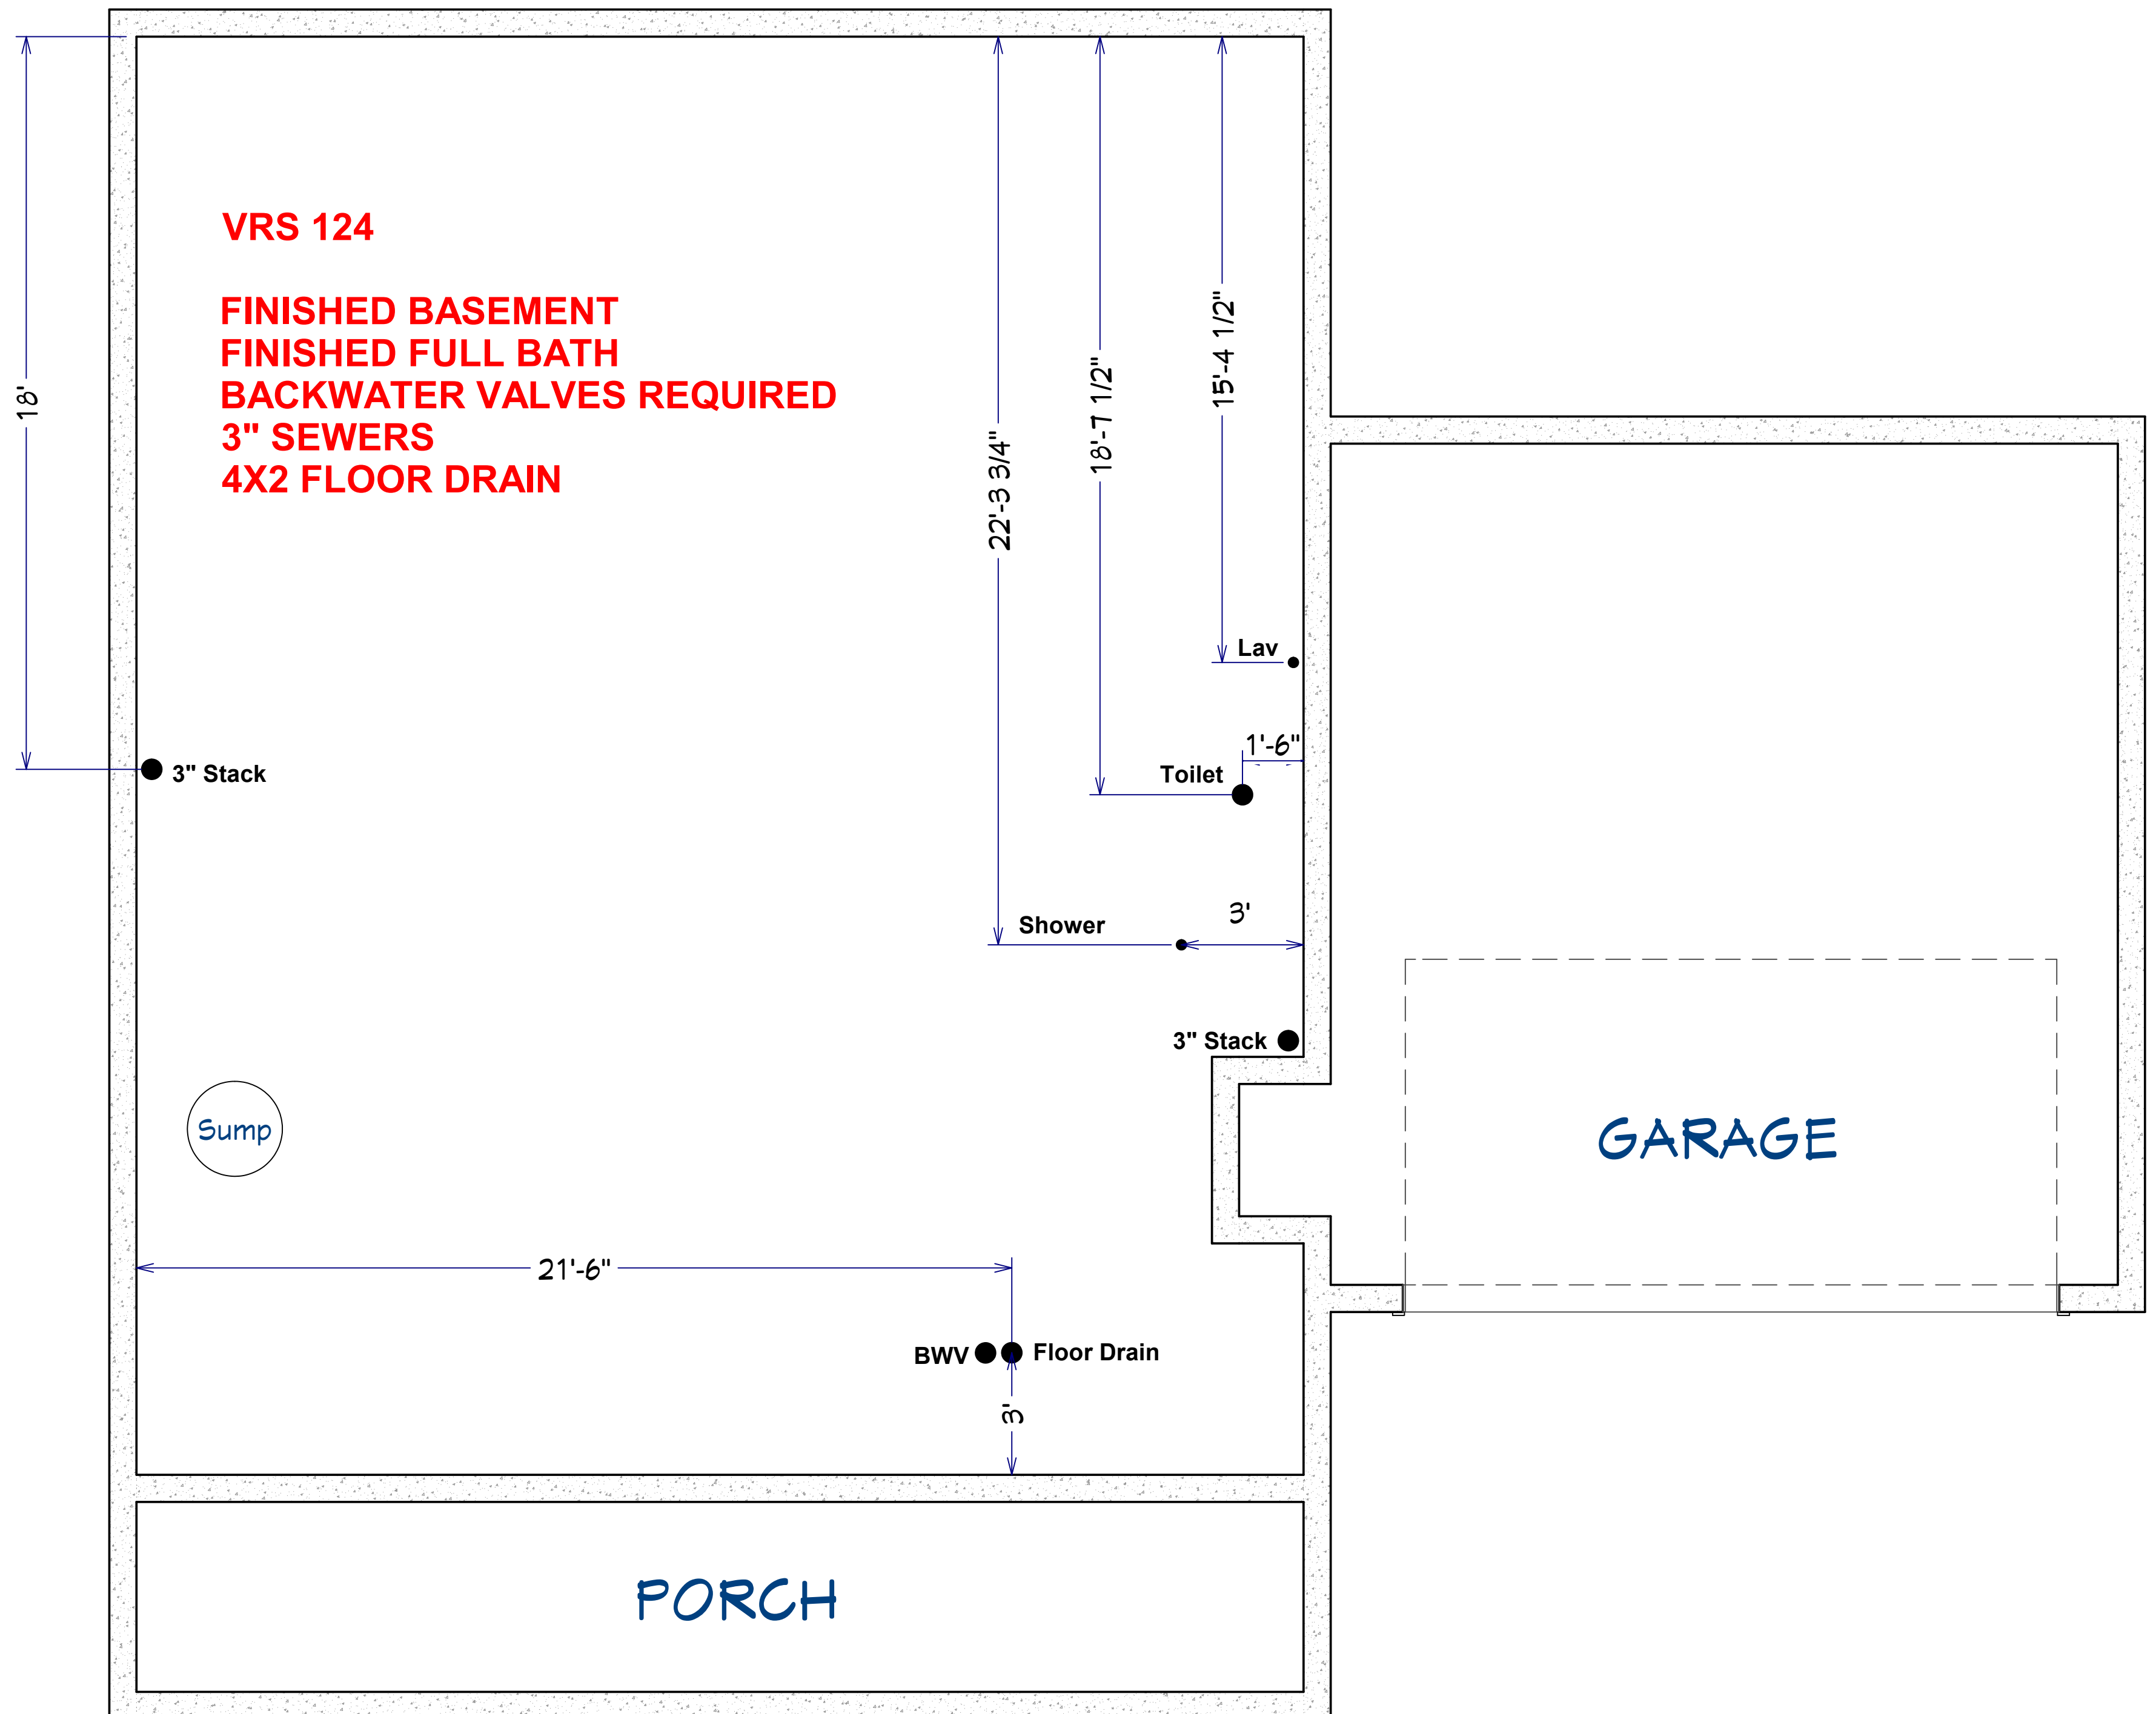 VRS 124
FINISHED BASEMENT
FINISHED FULL BATH
BACKWATER VALVES REQUIRED
3" SEWERS
4X2 FLOOR DRAIN
18'
22'-3 3/4"
18'-7 1/2"
15'-4 1/2"
Lav
1'-6"
Toilet
3" Stack
3'
Shower
3" Stack
Sump
GARAGE
21'-6"
BWV
Floor Drain
3'
PORCH